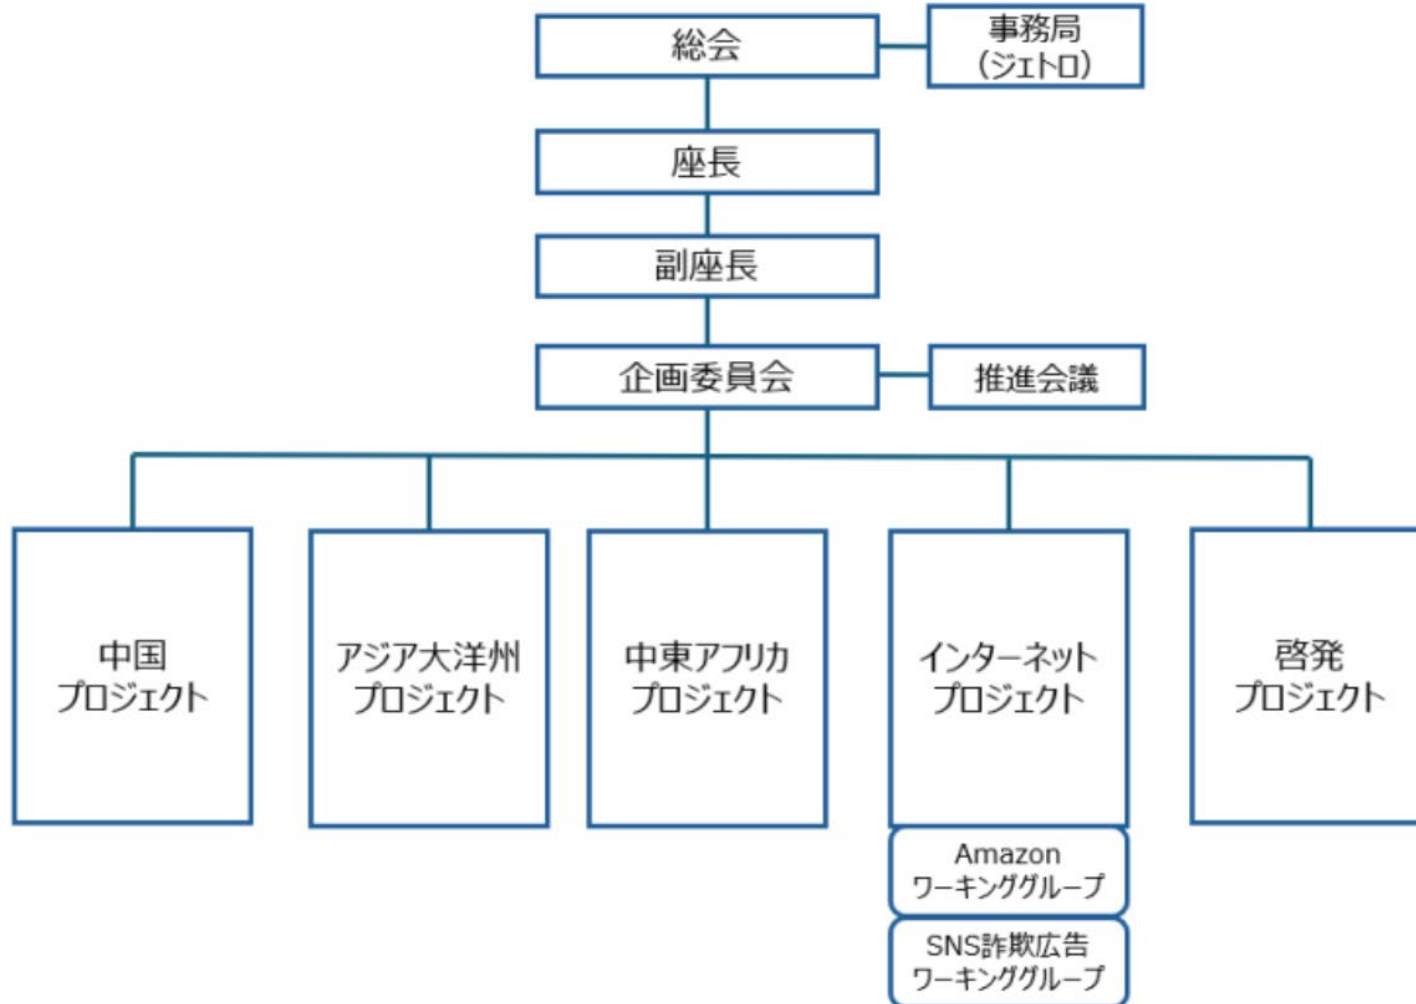 総会
事務局
（ジェトロ）
座長
副座長
企画委員会
推進会議
中国
プロジェクト
アジア大洋州
プロジェクト
中東アフリカ
プロジェクト
インターネット
プロジェクト
啓発
プロジェクト
Amazon
ワーキンググループ
SNS詐欺広告
ワーキンググループ